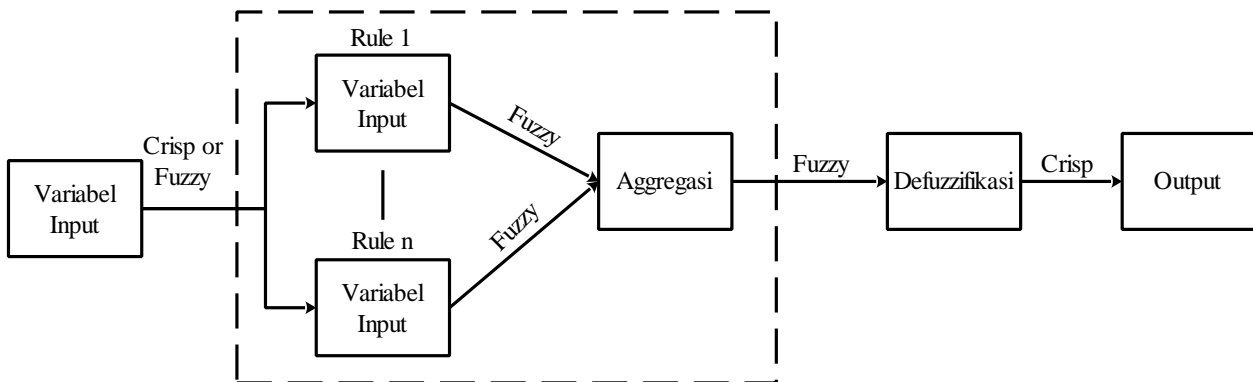 Variabel
Input
Crisp or
Fuzzy
Rule 1
Variabel
Input
Rule n
Variabel
Input
Fuzzy
Fuzzy
Aggregasi
Fuzzy
Defuzzifikasi
Crisp
Output